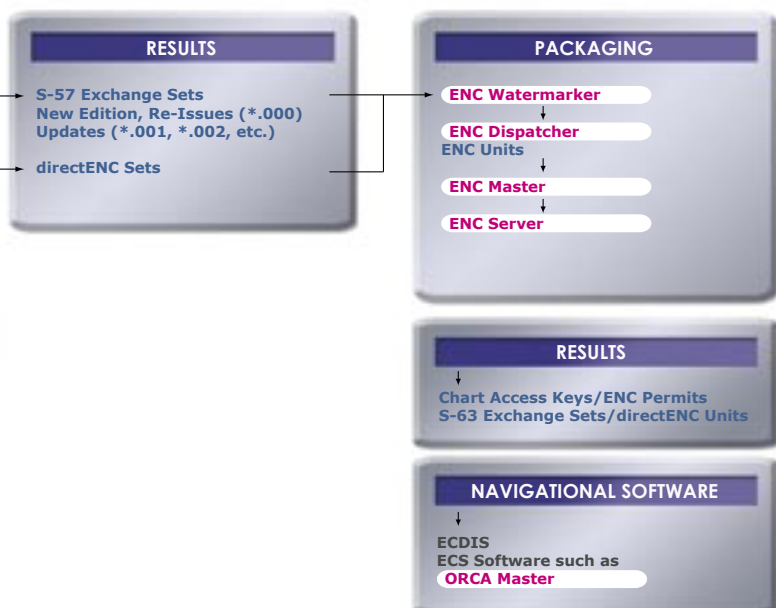 RESULTS
S-57 Exchange Sets
New Edition, Re-Issues (*.000)
Updates (*.001, *.002, etc.)
directENC Sets
PACKAGING
ENC Watermarker
ENC Dispatcher
ENC Units
ENC Master
ENC Server
RESULTS
Chart Access Keys/ENC Permits
S-63 Exchange Sets/directENC Units
NAVIGATIONAL SOFTWARE
ECDIS
ECS Software such as
ORCA Master